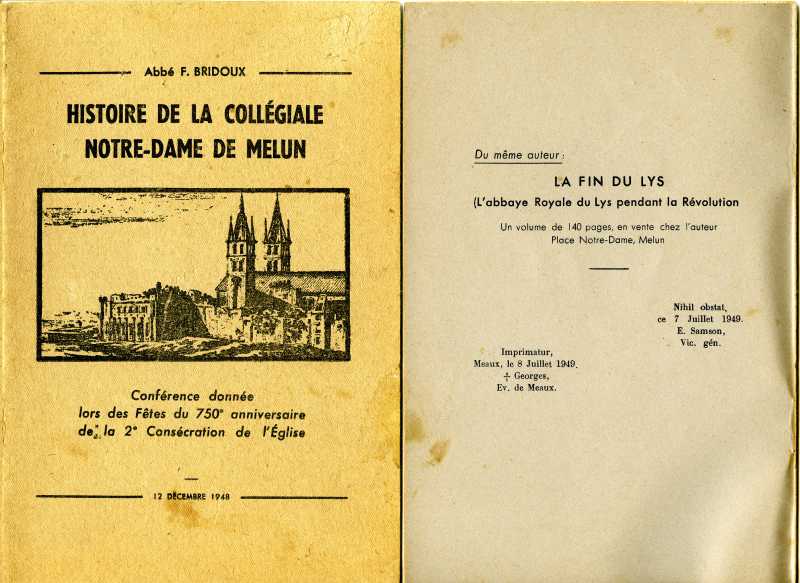 Abbé F. BRIDOUX
HISTOIRE DE LA COLLÉGIALE
NOTRE-DAME DE MELUN
Conférence donnée
lors des Fêtes du 750e anniversaire
de la 2e Consécration de l'Église
12 DÉCEMBRE 1948
Du même auteur :
LA FIN DU LYS
(L'abbaye Royale du Lys pendant la Révolution
Un volume de 140 pages, en vente chez l'auteur
Place Notre-Dame, Melun
Nihil obstat,
ce 7 Juillet 1949.
E. Samson,
Vic. gén.
Imprimatur,
Meaux, le 8 Juillet 1949.
† Georges,
Ev. de Meaux.